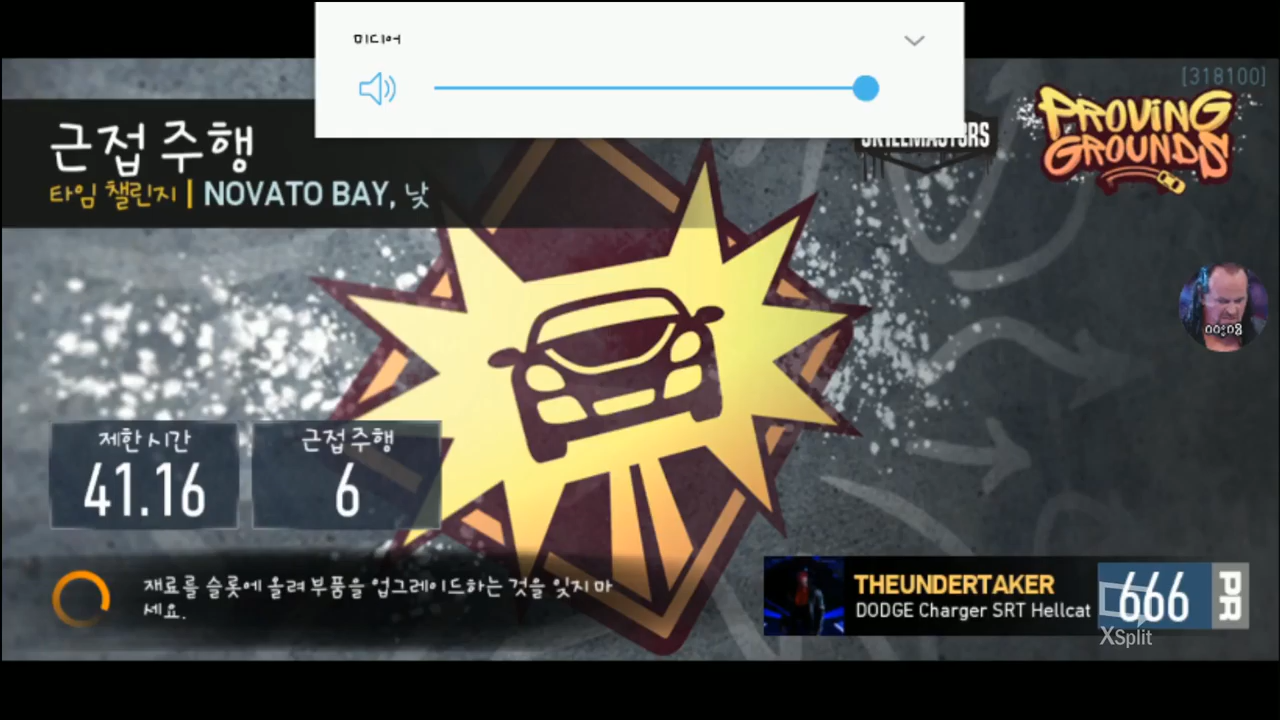 미디어
[318100]
근접 주행
타임 챌린지 | NOVATO BAY, 낮
SKILLMASTERS
PROVING
GROUNDS
00:08
제한 시간
41.16
근접 주행
6
재료를 슬롯에 올려 부품을 업그레이드하는 것을 잊지 마
세요.
THEUNDERTAKER
DODGE Charger SRT Hellcat
666
PR
XSplit